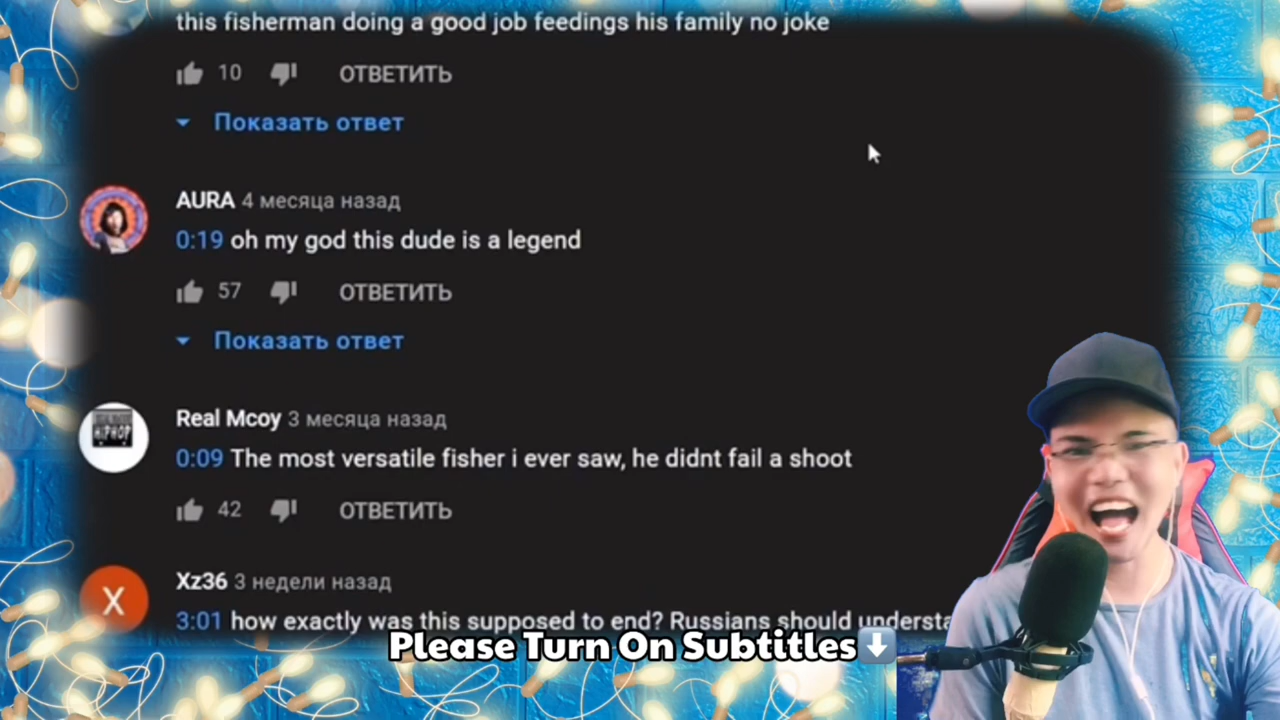 this fisherman doing a good job feedings his family no joke
10 ОТВЕТИТЬ
Показать ответ
AURA 4 месяца назад
0:19 oh my god this dude is a legend
57 ОТВЕТИТЬ
Показать ответ
Real Mcoy 3 месяца назад
0:09 The most versatile fisher i ever saw, he didnt fail a shoot
42 ОТВЕТИТЬ
X
Xz36 3 недели назад
3:01 how exactly was this supposed to end? Russians should understa
Please Turn On Subtitles⬇️